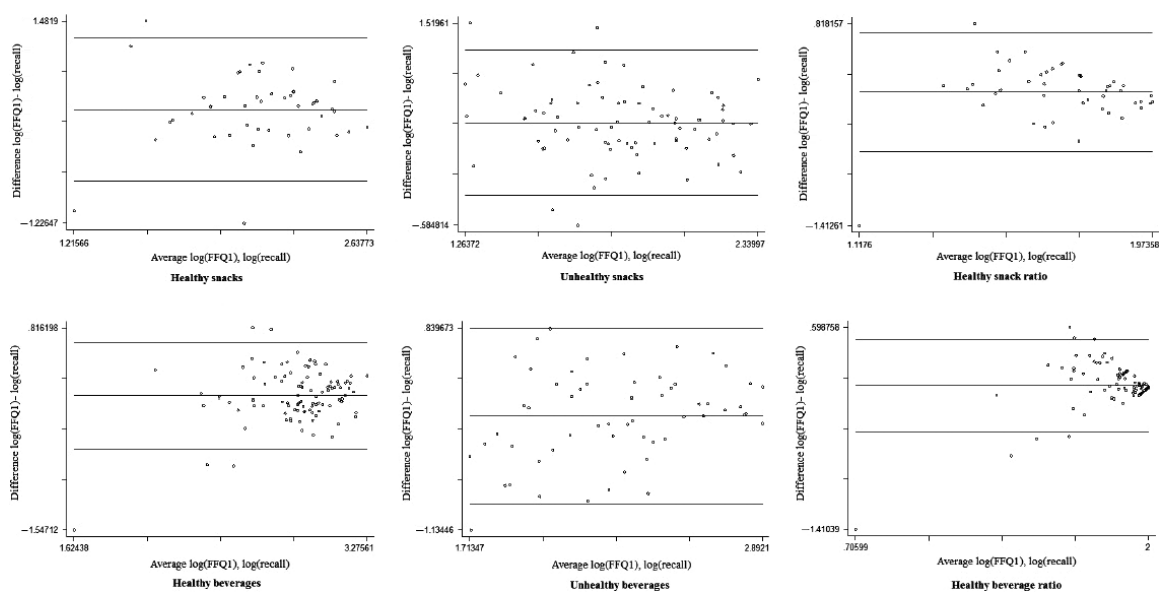 1.4819
Difference log(FFQ1)- log(recall)
—1.22647
1.21566
2.63773
Average log(FFQ1), log(recall)
Healthy snacks
1.51961
Difference log(FFQ1)- log(recall)
—.584814
1.26372
2.33997
Average log(FFQ1), log(recall)
Unhealthy snacks
.818157
Difference log(FFQ1)- log(recall)
—1.41261
1.1176
1.97358
Average log(FFQ1), log(recall)
Healthy snack ratio
.816198
Difference log(FFQ1)- log(recall)
—1.54712
1.62438
3.27561
Average log(FFQ1), log(recall)
Healthy beverages
.839673
Difference log(FFQ1)- log(recall)
—1.13446
1.71347
2.8921
Average log(FFQ1), log(recall)
Unhealthy beverages
.598758
Difference log(FFQ1)- log(recall)
—1.41039
.70599
2
Average log(FFQ1), log(recall)
Healthy beverage ratio